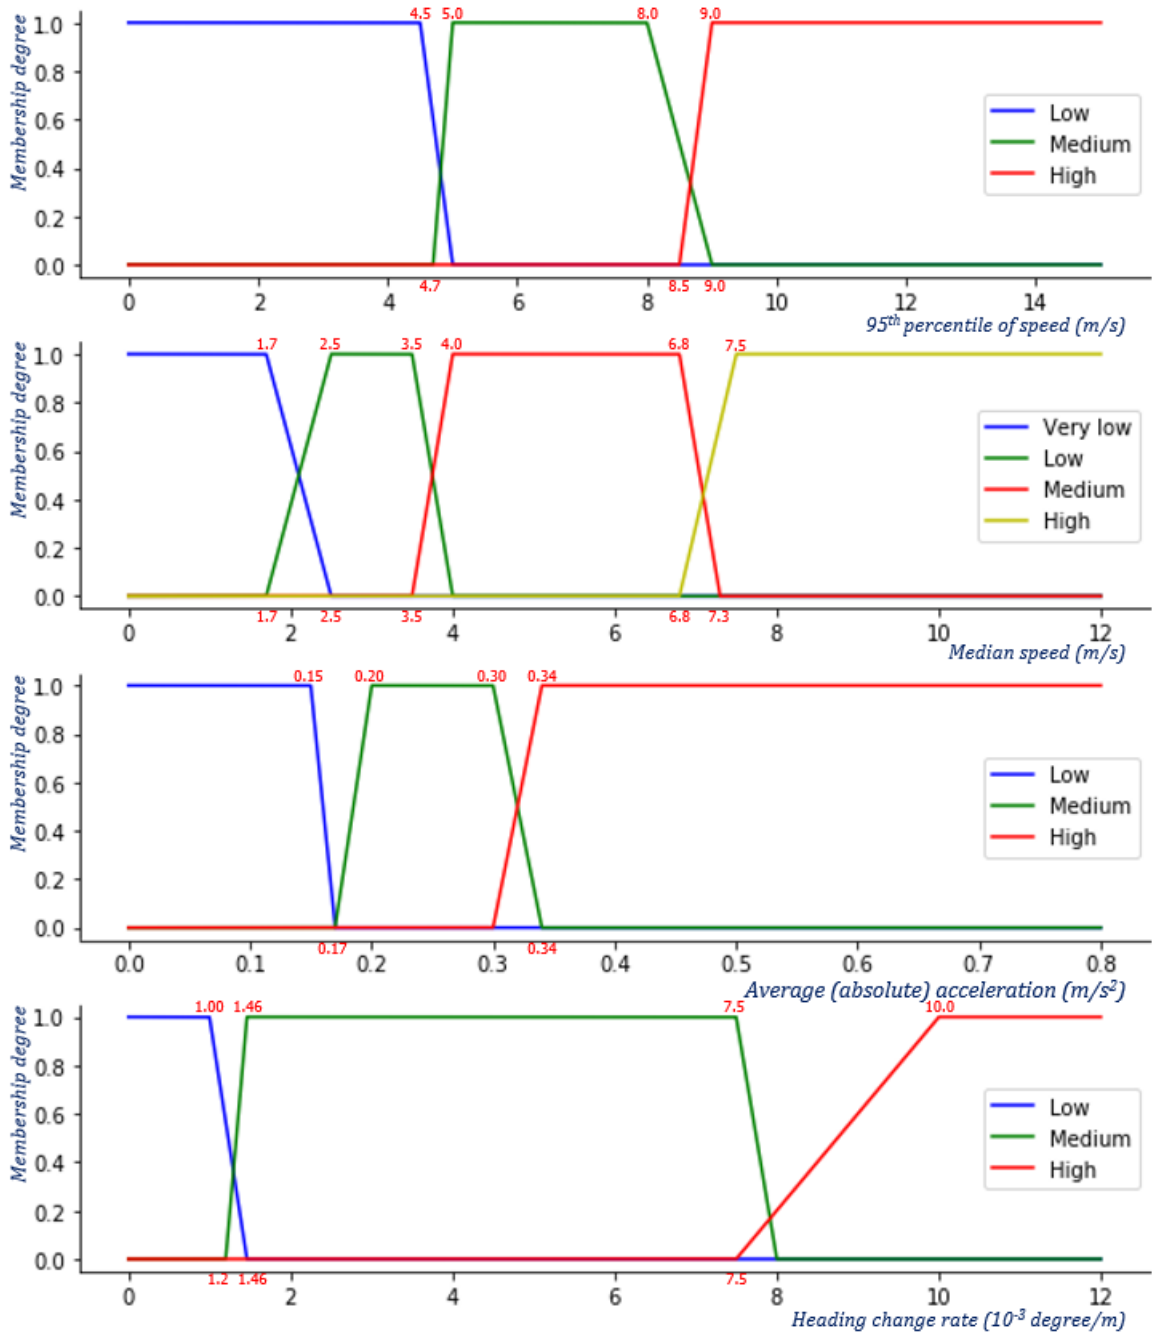 4.5 5.0 8.0 9.0
Membership degree
1.0
0.8
0.6
0.4
0.2
0.0
Low
Medium
High
4.7 8.5 9.0
0 2 4 6 8 10 12 14
95th percentile of speed (m/s)
1.7 2.5 3.5 4.0 6.8 7.5
Membership degree
1.0
0.8
0.6
0.4
0.2
0.0
Very low
Low
Medium
High
1.7 2.5 3.5 6.8 7.3
0 2 4 6 8 10 12
Median speed (m/s)
0.15 0.20 0.30 0.34
Membership degree
1.0
0.8
0.6
0.4
0.2
0.0
Low
Medium
High
0.17 0.34
0.0 0.1 0.2 0.3 0.4 0.5 0.6 0.7 0.8
Average (absolute) acceleration (m/s²)
1.00 1.46 7.5 10.0
Membership degree
1.0
0.8
0.6
0.4
0.2
0.0
Low
Medium
High
1.2 1.46 7.5
0 2 4 6 8 10 12
Heading change rate (10⁻³ degree/m)